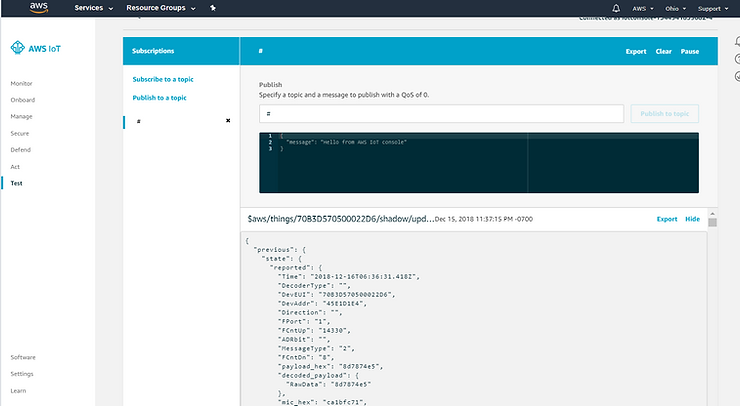 aws
Services
Resource Groups
AWS
Ohio
Support
Connected as
AWS IoT
Monitor
Onboard
Manage
Secure
Defend
Act
Test
Software
Settings
Learn
Subscriptions
Subscribe to a topic
Publish to a topic
#
#
Export Clear Pause
Publish
Specify a topic and a message to publish with a QoS of 0.
#
Publish to topic
1 {
2 "message": "Hello from AWS IoT console"
3 }
$aws/things/70B3D570500022D6/shadow/upd... Dec 15, 2018 11:37:15 PM -0700
Export Hide
{
"previous": {
"state": {
"reported": {
"Time": "2018-12-16T06:36:31.418Z",
"DecoderType": "",
"DevEUI": "70B3D570500022D6",
"DevAddr": "45E1D1E4",
"Direction": "",
"FPort": "1",
"FCntUp": "14330",
"ADRbit": "",
"MessageType": "2",
"FCntDn": "8",
"payload_hex": "8d7874e5",
"decoded_payload": {
"RawData": "8d7874e5"
},
"mic_hex": "ca1bfc71",